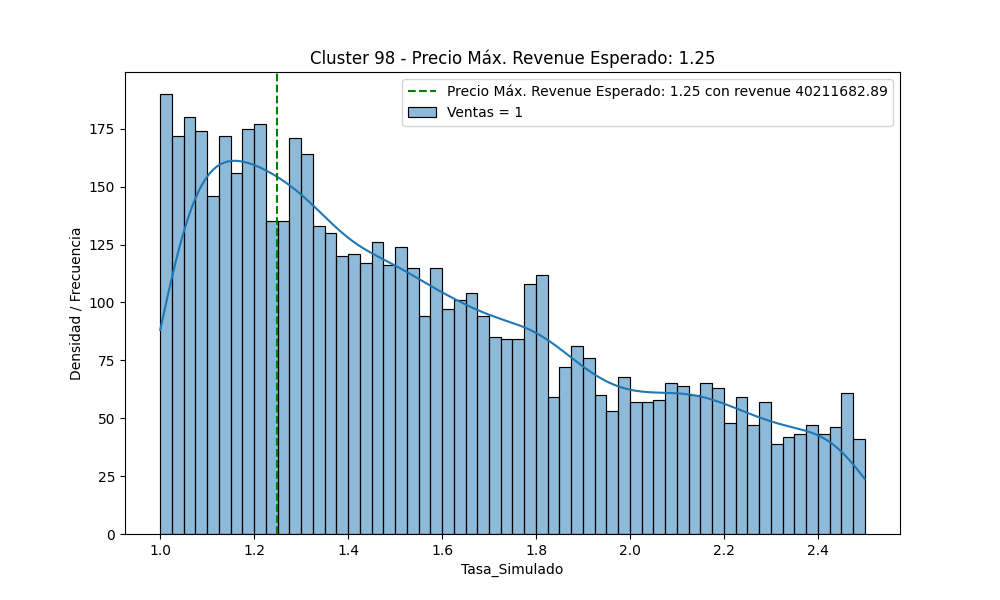 Cluster 98 - Precio Máx. Revenue Esperado: 1.25
Precio Máx. Revenue Esperado: 1.25 con revenue 40211682.89
Ventas = 1
Densidad / Frecuencia
175
150
125
100
75
50
25
0
1.0 1.2 1.4 1.6 1.8 2.0 2.2 2.4
Tasa_Simulado